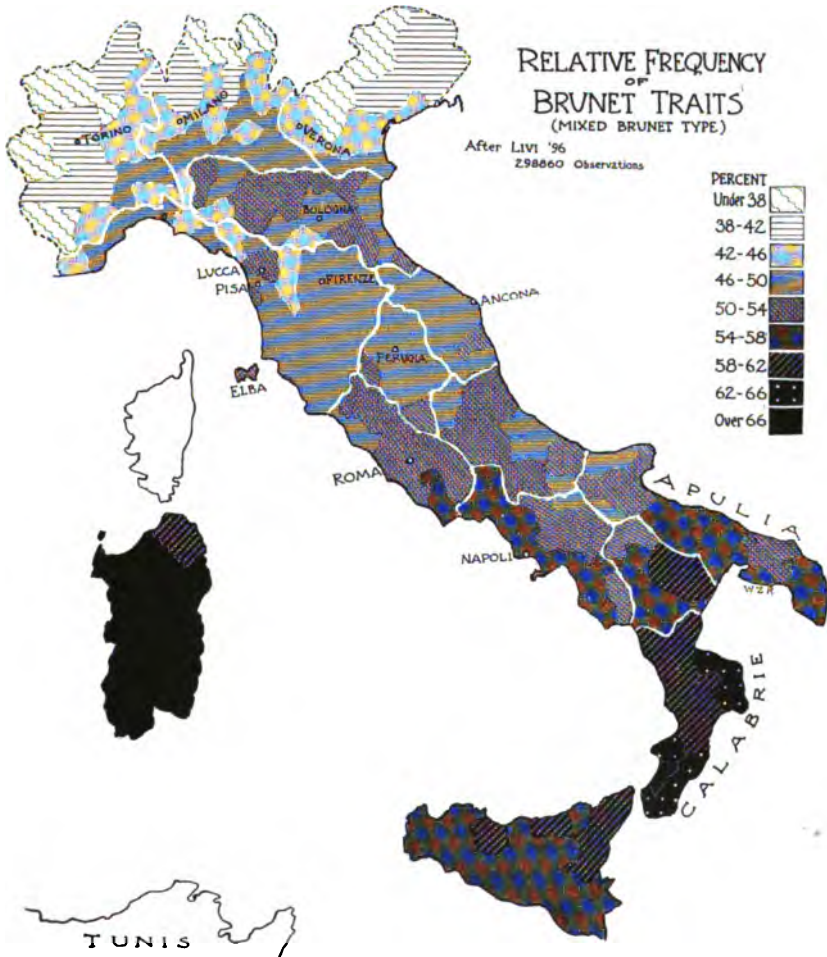 RELATIVE FREQUENCY
OF
BRUNET TRAITS
(MIXED BRUNET TYPE)
After LIVI '96
298860 Observations
PERCENT
Under 38
38-42
42-46
46-50
50-54
54-58
58-62
62-66
Over 66
TORINO
MILANO
VERONA
BOLOGNA
LUCCA
PISA
FIRENZE
ANCONA
PERUGIA
ELBA
ROMA
APULIA
NAPOLI
WZR
CALABRIE
TUNIS